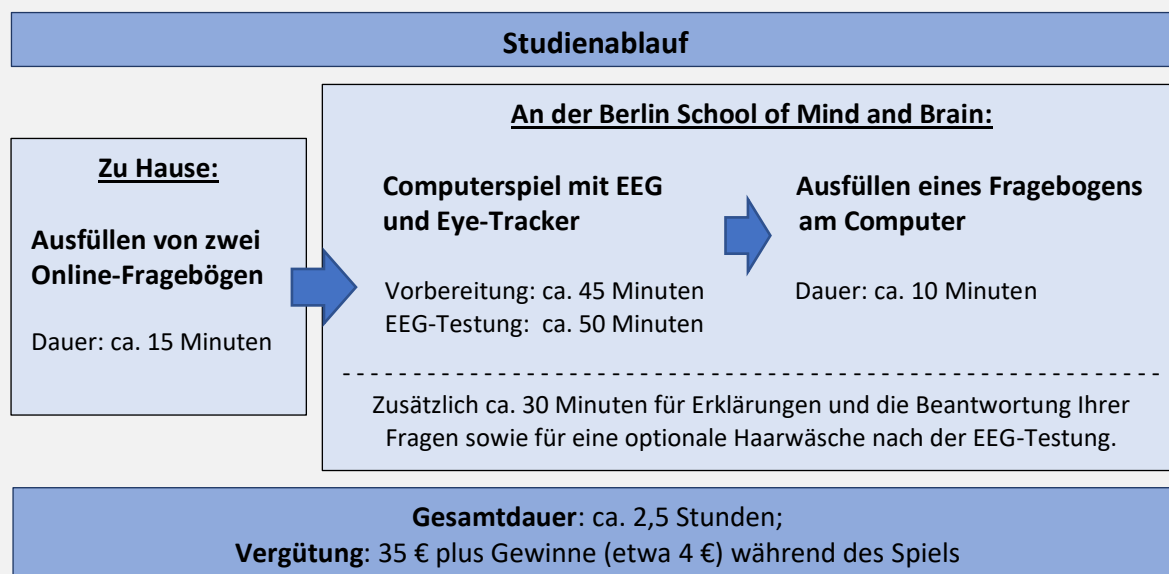 Studienablauf
Zu Hause:
Ausfüllen von zwei
Online-Fragebögen
Dauer: ca. 15 Minuten
An der Berlin School of Mind and Brain:
Computerspiel mit EEG
und Eye-Tracker
Vorbereitung: ca. 45 Minuten
EEG-Testung: ca. 50 Minuten
Ausfüllen eines Fragebogens
am Computer
Dauer: ca. 10 Minuten
Zusätzlich ca. 30 Minuten für Erklärungen und die Beantwortung Ihrer
Fragen sowie für eine optionale Haarwäsche nach der EEG-Testung.
Gesamtdauer: ca. 2,5 Stunden;
Vergütung: 35 € plus Gewinne (etwa 4 €) während des Spiels